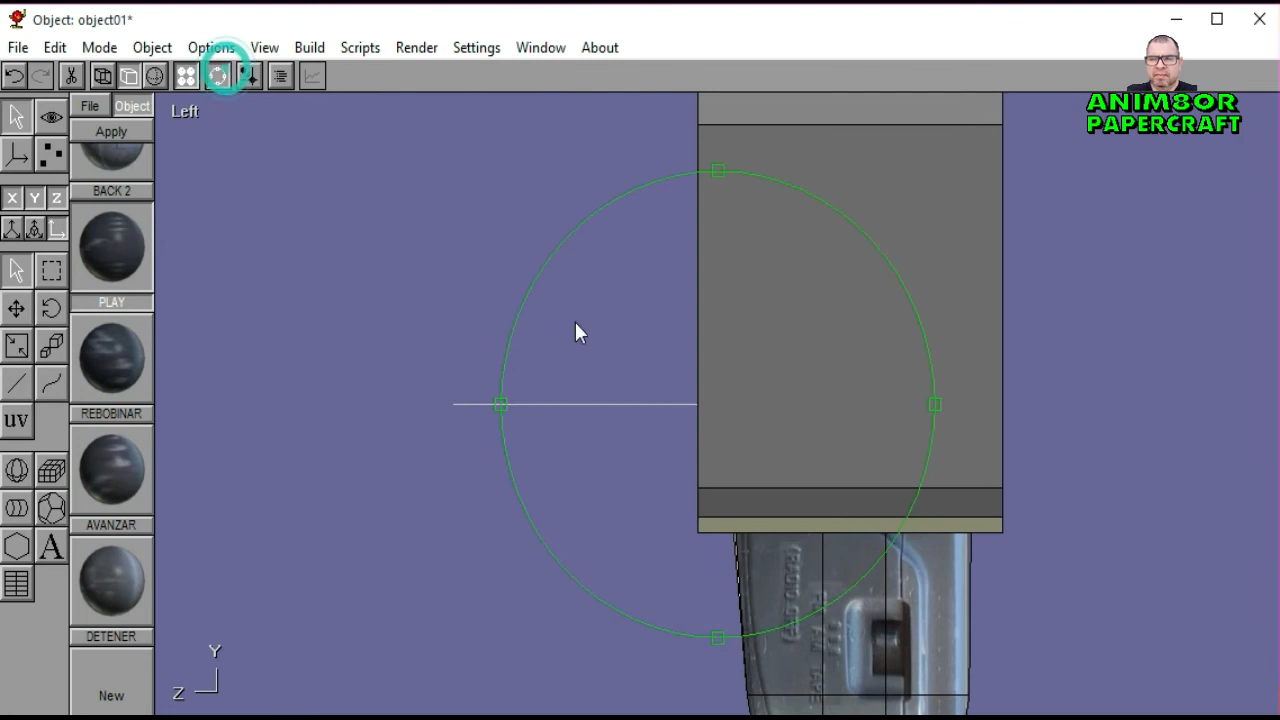 Object: object01*
File Edit Mode Object Options View Build Scripts Render Settings Window About
ANIM8OR
PAPERCRAFT
File Object
Apply
Left
BACK 2
X Y Z
PLAY
REBOBINAR
UV
AVANZAR
A
DETENER
Y
Z
New